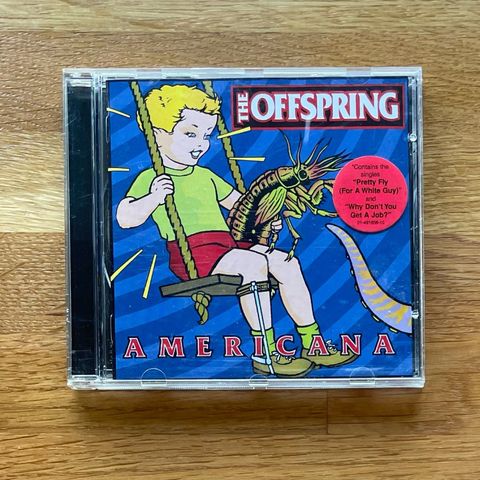 THE OFFSPRING
"Contains the
singles
"Pretty Fly
(For A White Guy)"
and
"Why Don't You
Get A Job?"
AMERICANA